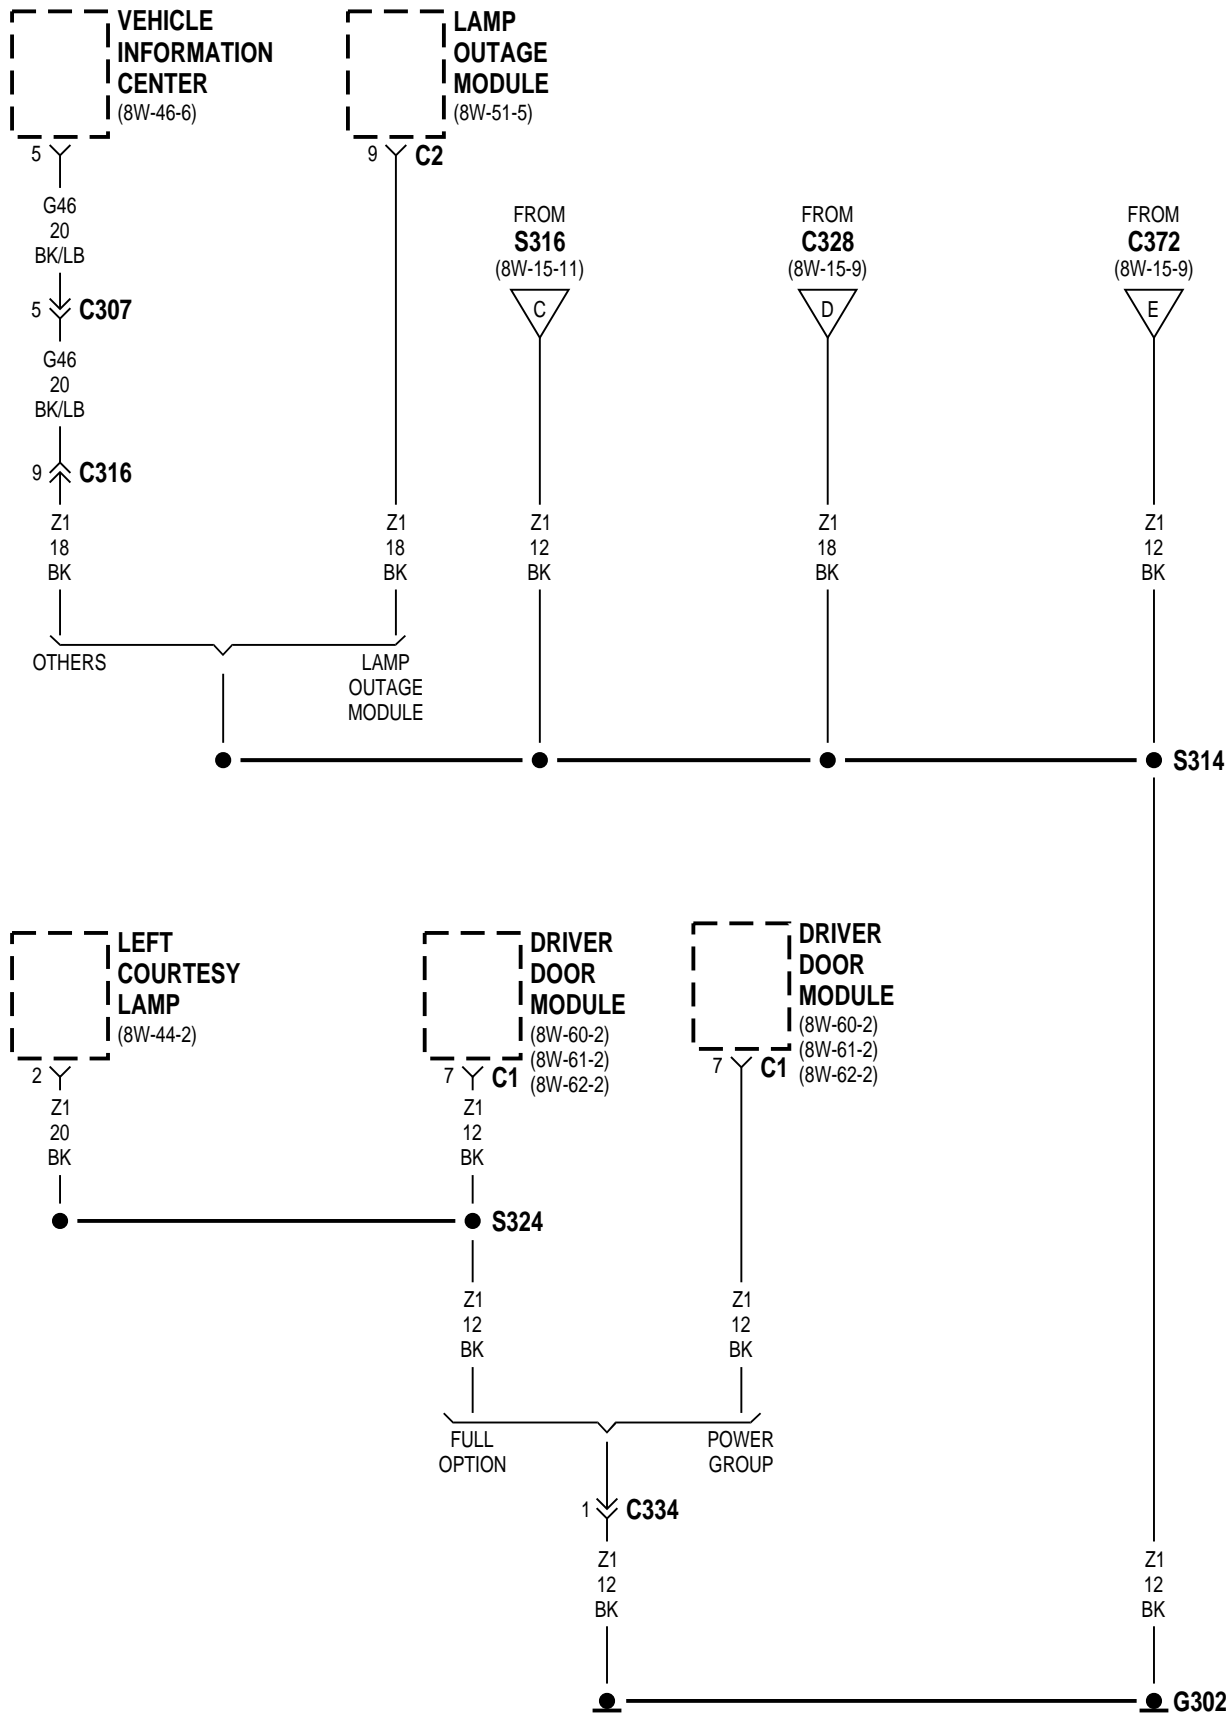 VEHICLE
INFORMATION
CENTER
(8W-46-6)
LAMP
OUTAGE
MODULE
(8W-51-5)
5
9 C2
G46
20
BK/LB
5 C307
G46
20
BK/LB
9 C316
FROM
S316
(8W-15-11)
C
FROM
C328
(8W-15-9)
D
FROM
C372
(8W-15-9)
E
Z1
18
BK
Z1
18
BK
Z1
12
BK
Z1
18
BK
Z1
12
BK
OTHERS
LAMP
OUTAGE
MODULE
S314
LEFT
COURTESY
LAMP
(8W-44-2)
DRIVER
DOOR
MODULE
(8W-60-2)
(8W-61-2)
(8W-62-2)
DRIVER
DOOR
MODULE
(8W-60-2)
(8W-61-2)
(8W-62-2)
2
7 C1
7 C1
Z1
20
BK
Z1
12
BK
S324
Z1
12
BK
Z1
12
BK
FULL
OPTION
POWER
GROUP
1 C334
Z1
12
BK
Z1
12
BK
G302